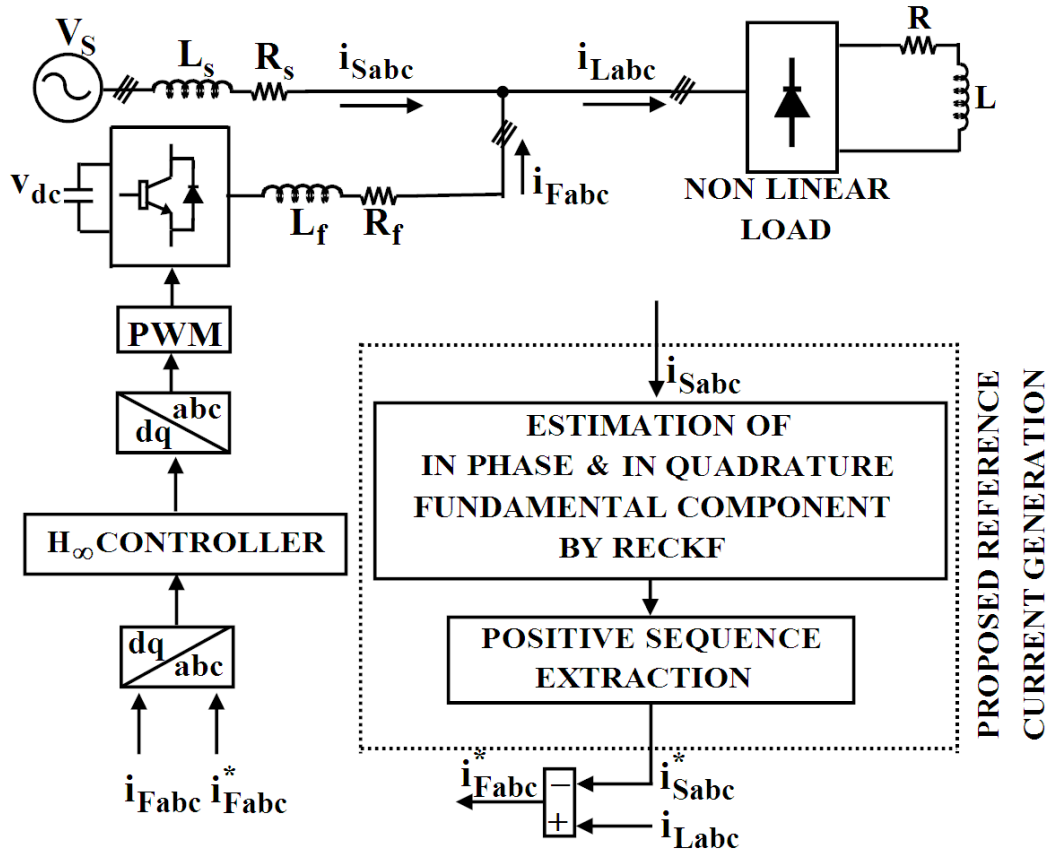 V_S
L_s
R_s
i_Sabc
i_Labc
R
L
v_dc
L_f
R_f
i_Fabc
NON LINEAR
LOAD
PWM
abc
dq
H_∞ CONTROLLER
dq
abc
i_Fabc
i*_Fabc
i_Sabc
ESTIMATION OF
IN PHASE & IN QUADRATURE
FUNDAMENTAL COMPONENT
BY RECKF
POSITIVE SEQUENCE
EXTRACTION
PROPOSED REFERENCE
CURRENT GENERATION
i*_Fabc
−
+
i*_Sabc
i_Labc